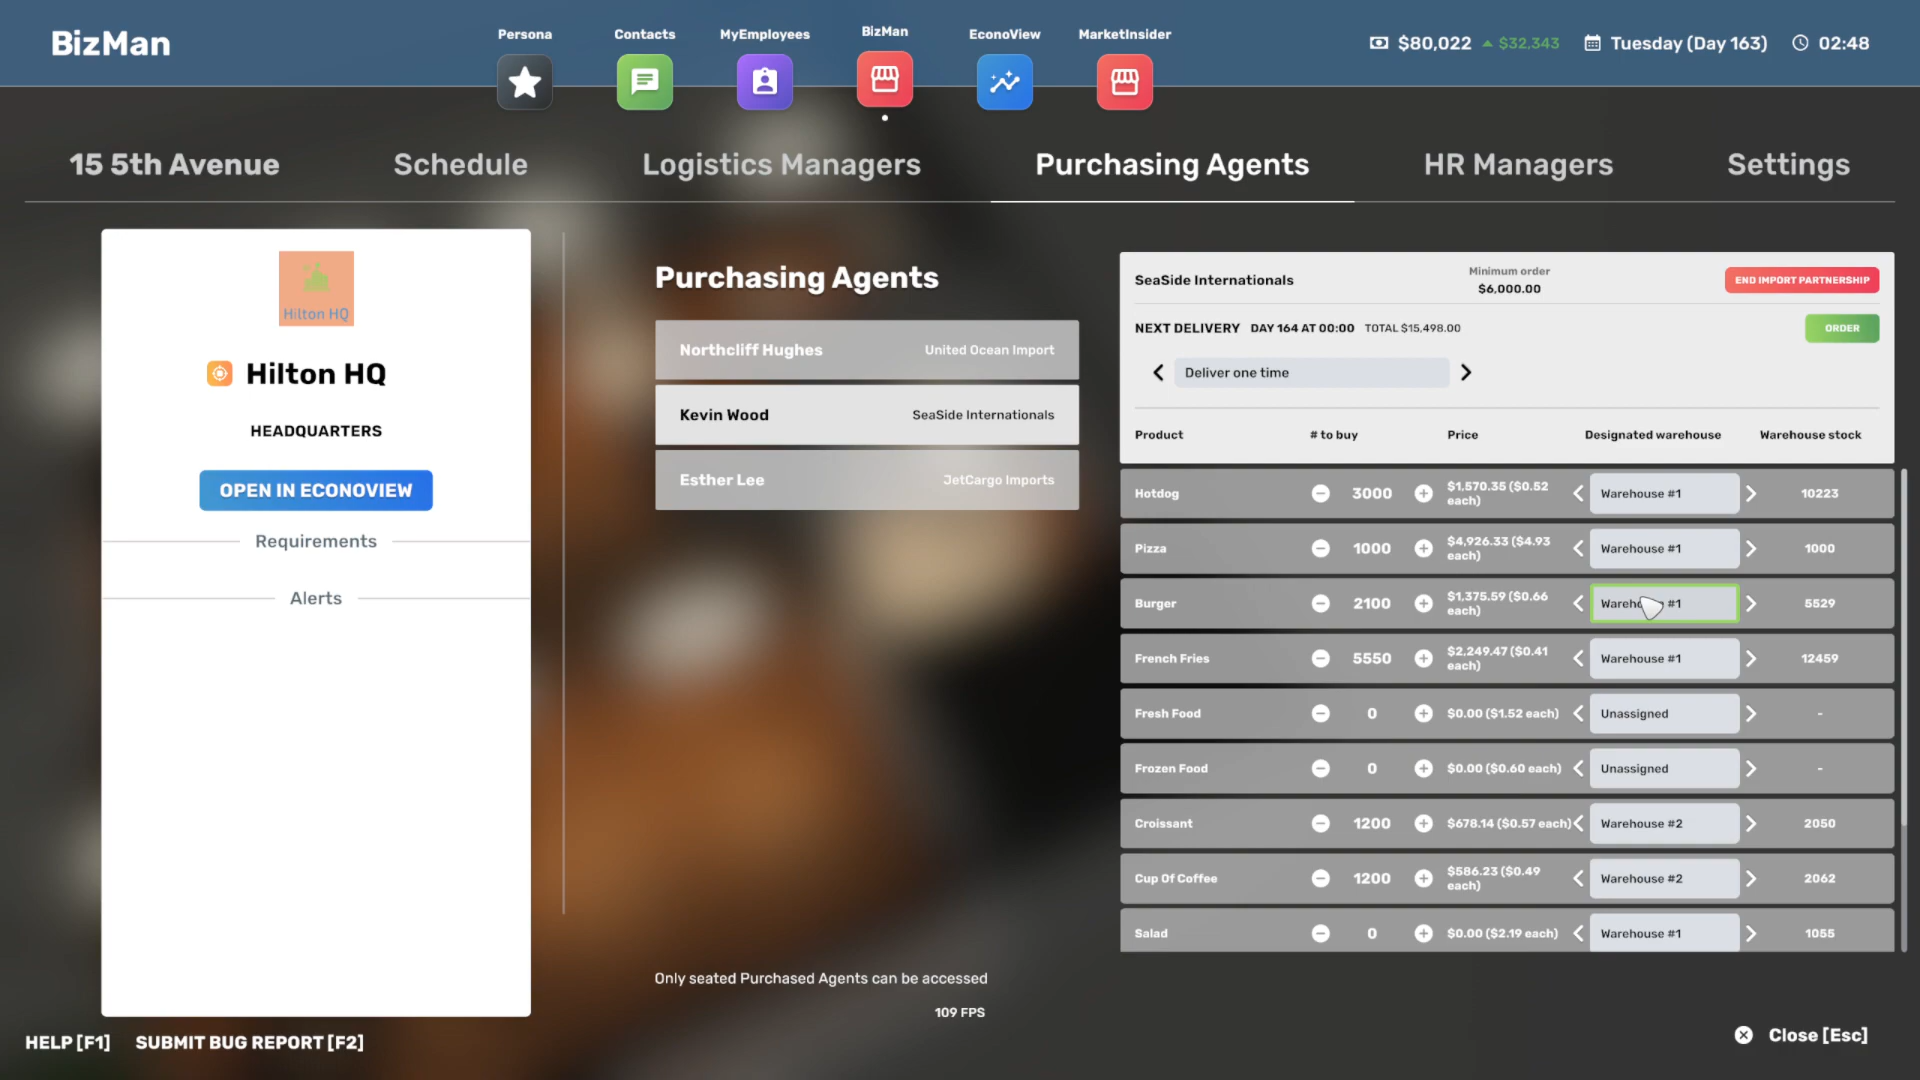 BizMan
Persona
Contacts
MyEmployees
BizMan
EconoView
MarketInsider
$80,022
$32,343
Tuesday (Day 163)
02:48
15 5th Avenue
Schedule
Logistics Managers
Purchasing Agents
HR Managers
Settings
Hilton HQ
Hilton HQ
HEADQUARTERS
OPEN IN ECONOVIEW
Requirements
Alerts
Purchasing Agents
Northcliff Hughes United Ocean Import
Kevin Wood SeaSide Internationals
Esther Lee JetCargo Imports
Only seated Purchased Agents can be accessed
109 FPS
SeaSide Internationals
Minimum order
$6,000.00
END IMPORT PARTNERSHIP
NEXT DELIVERY DAY 164 AT 00:00 TOTAL $15,498.00
ORDER
Deliver one time
Product # to buy Price Designated warehouse Warehouse stock
Hotdog 3000 $1,570.35 ($0.52 each) Warehouse #1 10223
Pizza 1000 $4,926.33 ($4.93 each) Warehouse #1 1000
Burger 2100 $1,375.59 ($0.66 each) Warehouse #1 5529
French Fries 5550 $2,249.47 ($0.41 each) Warehouse #1 12459
Fresh Food 0 $0.00 ($1.52 each) Unassigned -
Frozen Food 0 $0.00 ($0.60 each) Unassigned -
Croissant 1200 $678.14 ($0.57 each) Warehouse #2 2050
Cup Of Coffee 1200 $586.23 ($0.49 each) Warehouse #2 2062
Salad 0 $0.00 ($2.19 each) Warehouse #1 1055
HELP [F1]
SUBMIT BUG REPORT [F2]
Close [Esc]